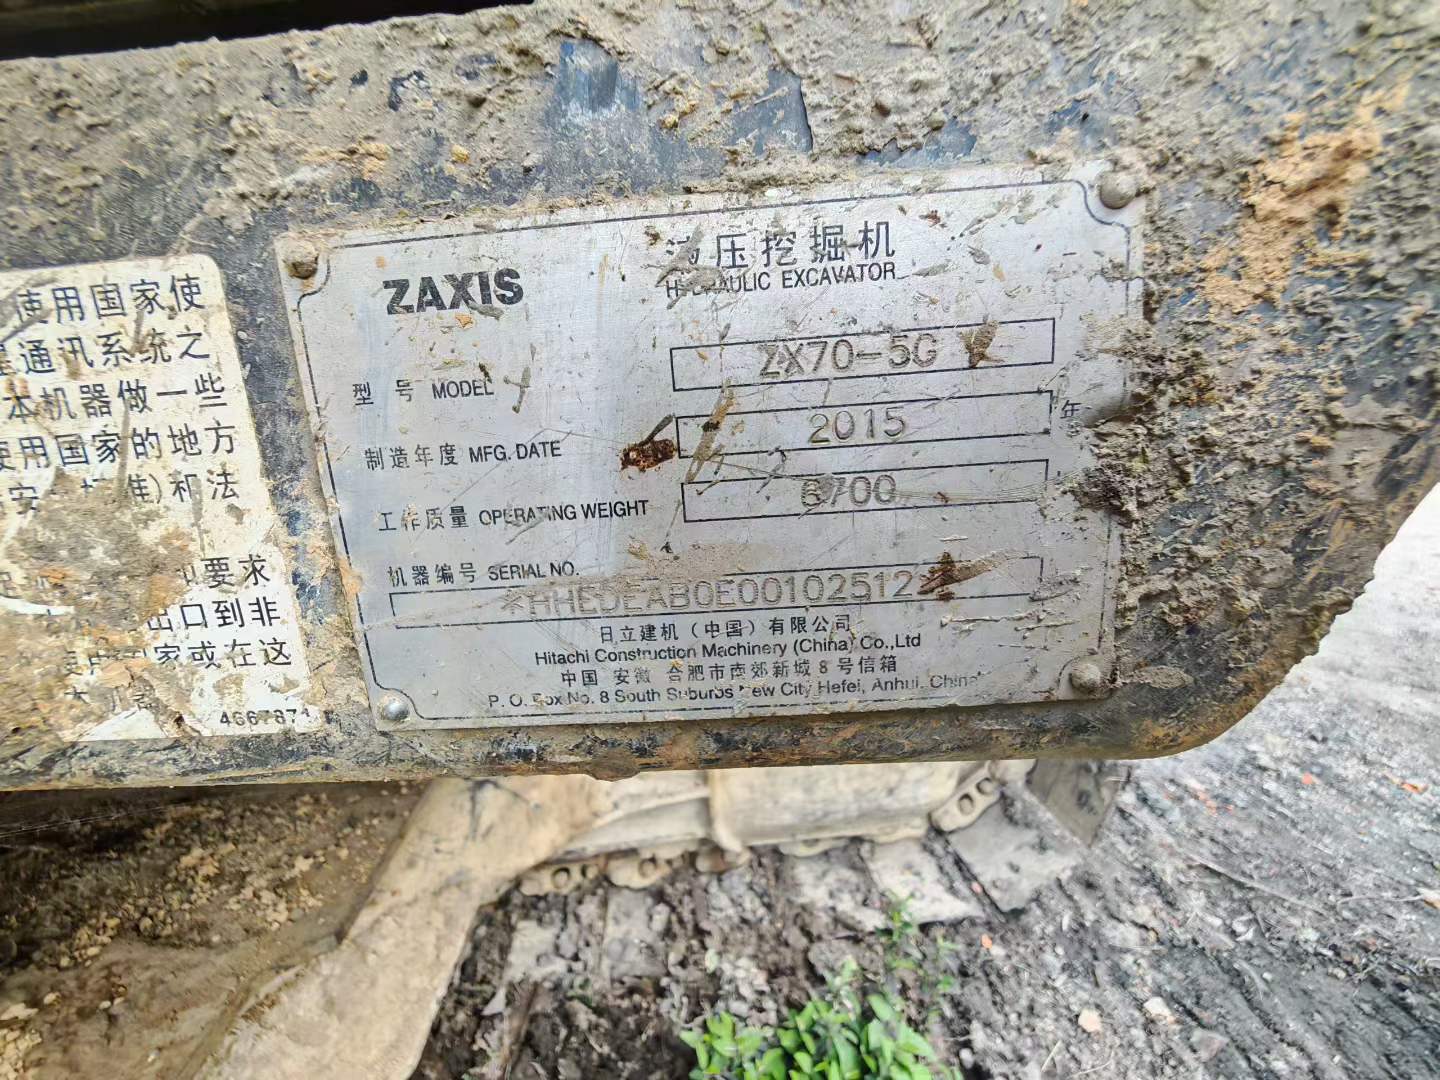 使用国家使
通讯系统之
本机器做一些
使用国家的地方
准)和法
要求
出口到非
家或在这
4667871
ZAXIS
液压挖掘机
HYDRAULIC EXCAVATOR
型号 MODEL ZX70-5G
制造年度 MFG. DATE 2015 年
工作质量 OPERATING WEIGHT 6700
机器编号 SERIAL NO.
*HHEDEAB0E00102512*
日立建机（中国）有限公司
Hitachi Construction Machinery (China) Co.,Ltd
中国 安徽 合肥市南郊新城8号信箱
P. O. Box No. 8 South Suburbs New City, Hefei, Anhui, China